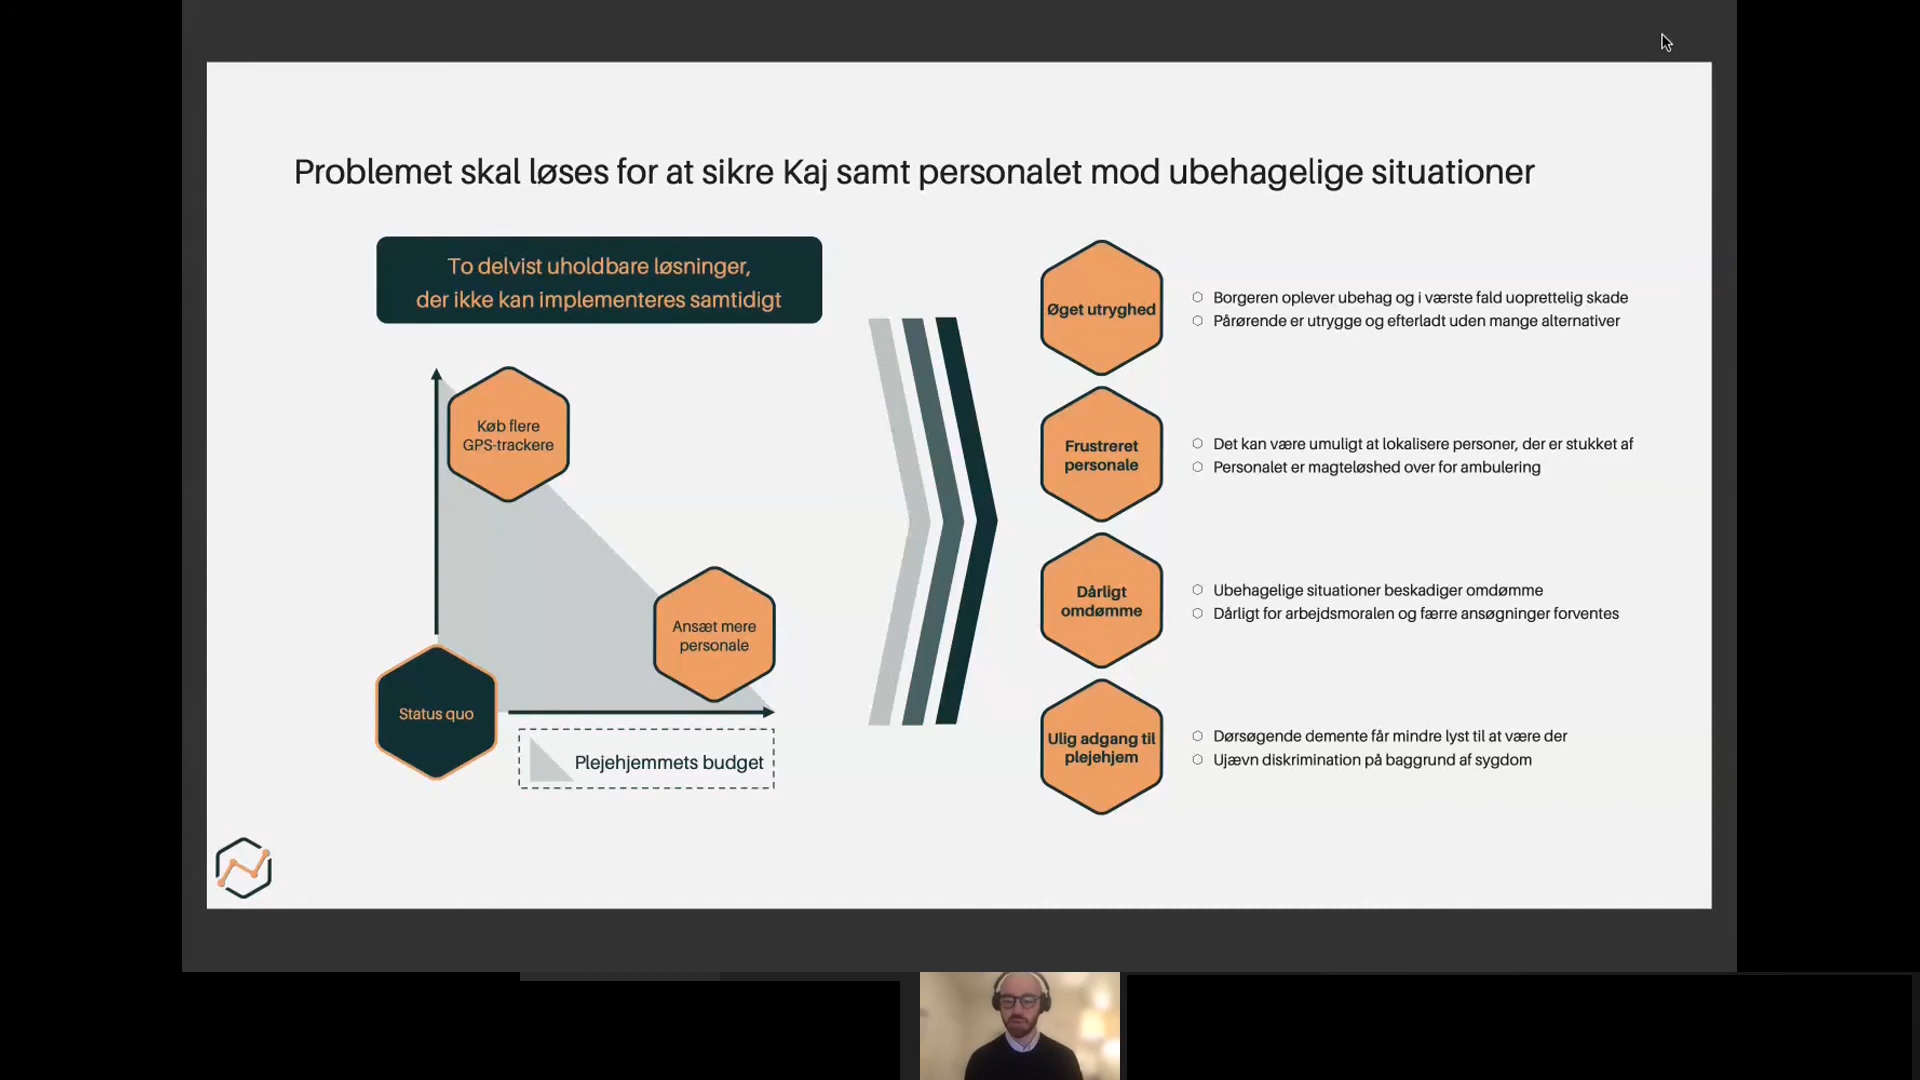 Problemet skal løses for at sikre Kaj samt personalet mod ubehagelige situationer
To delvist uholdbare løsninger,
der ikke kan implementeres samtidigt
Køb flere
GPS-trackere
Ansæt mere
personale
Status quo
Plejehjemmets budget
Øget utryghed
Borgeren oplever ubehag og i værste fald uoprettelig skade
Pårørende er utrygge og efterladt uden mange alternativer
Frustreret
personale
Det kan være umuligt at lokalisere personer, der er stukket af
Personalet er magteløshed over for ambulering
Dårligt
omdømme
Ubehagelige situationer beskadiger omdømme
Dårligt for arbejdsmoralen og færre ansøgninger forventes
Ulig adgang til
plejehjem
Dørsøgende demente får mindre lyst til at være der
Ujævn diskrimination på baggrund af sygdom